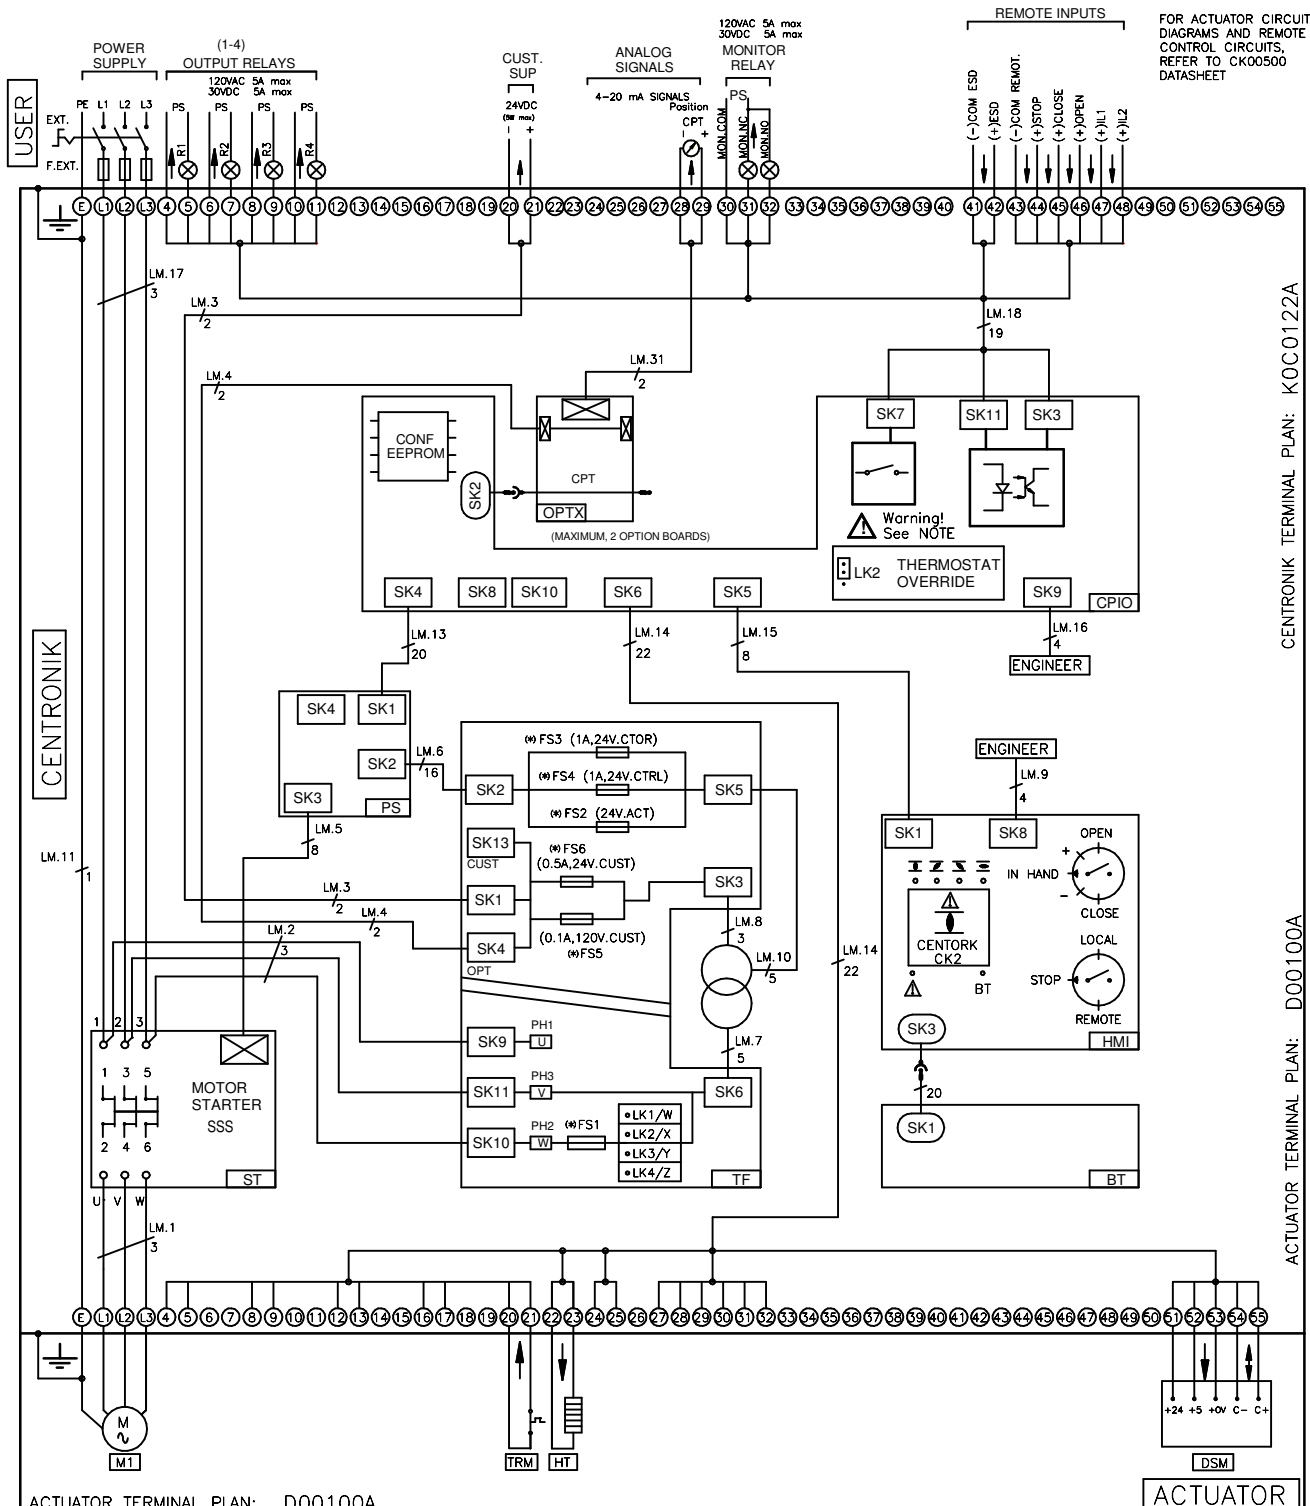 REMOTE INPUTS
FOR ACTUATOR CIRCUIT
DIAGRAMS AND REMOTE
CONTROL CIRCUITS,
REFER TO CK00500
DATASHEET
POWER
SUPPLY
(1-4)
OUTPUT RELAYS
120VAC 5A max
30VDC 5A max
CUST.
SUP
24VDC
(5W max)
- +
ANALOG
SIGNALS
4-20 mA SIGNALS
Position
CPT
- +
120VAC 5A max
30VDC 5A max
MONITOR
RELAY
PS
MON.COM
MON.NC
MON.NO
(-)COM ESD
(+)ESD
(-)COM REMOT.
(+)STOP
(+)CLOSE
(+)OPEN
(+)IL1
(+)IL2
USER
PE L1 L2 L3
EXT.
F.EXT.
PS R1 PS R2 PS R3 PS R4
E L1 L2 L3 4 5 6 7 8 9 10 11 12 13 14 15 16 17 18 19 20 21 22 23 24 25 26 27 28 29 30 31 32 33 34 35 36 37 38 39 40 41 42 43 44 45 46 47 48 49 50 51 52 53 54 55
LM.17
3
LM.3
2
LM.18
19
LM.31
2
LM.4
2
CENTRONIK TERMINAL PLAN: K0C0122A
CONF
EEPROM
SK2
CPT
OPTX
(MAXIMUM, 2 OPTION BOARDS)
SK7
SK11
SK3
Warning!
See NOTE
LK2
THERMOSTAT
OVERRIDE
SK4
SK8
SK10
SK6
SK5
SK9
CPIO
LM.13
20
LM.14
22
LM.15
8
LM.16
4
ENGINEER
CENTRONIK
SK4
SK1
SK2
SK3
PS
LM.6
16
LM.5
8
(*) FS3 (1A,24V.CTOR)
(*) FS4 (1A,24V.CTRL)
(*) FS2 (24V.ACT)
SK2
SK5
SK13
CUST
(*) FS6
(0.5A,24V.CUST)
SK1
SK3
(0.1A,120V.CUST)
(*)FS5
SK4
OPT
LM.8
3
LM.10
5
LM.7
5
SK9
PH1
U
SK11
PH3
V
SK6
SK10
PH2
W
(*)FS1
LK1/W
LK2/X
LK3/Y
LK4/Z
TF
LM.11
1
LM.3
2
LM.4
2
LM.2
3
LM.14
22
ENGINEER
LM.9
4
SK1
SK8
OPEN
+
IN HAND
-
CLOSE
CENTORK
CK2
BT
LOCAL
STOP
REMOTE
SK3
HMI
20
SK1
BT
ACTUATOR TERMINAL PLAN: D00100A
1 2 3
1 3 5
2 4 6
MOTOR
STARTER
SSS
ST
U V W
LM.1
3
E L1 L2 L3 4 5 6 7 8 9 10 11 12 13 14 15 16 17 18 19 20 21 22 23 24 25 26 27 28 29 30 31 32 33 34 35 36 37 38 39 40 41 42 43 44 45 46 47 48 49 50 51 52 53 54 55
M
M1
TRM
HT
+24 +5 +0V C- C+
DSM
ACTUATOR
ACTUATOR TERMINAL PLAN: D00100A